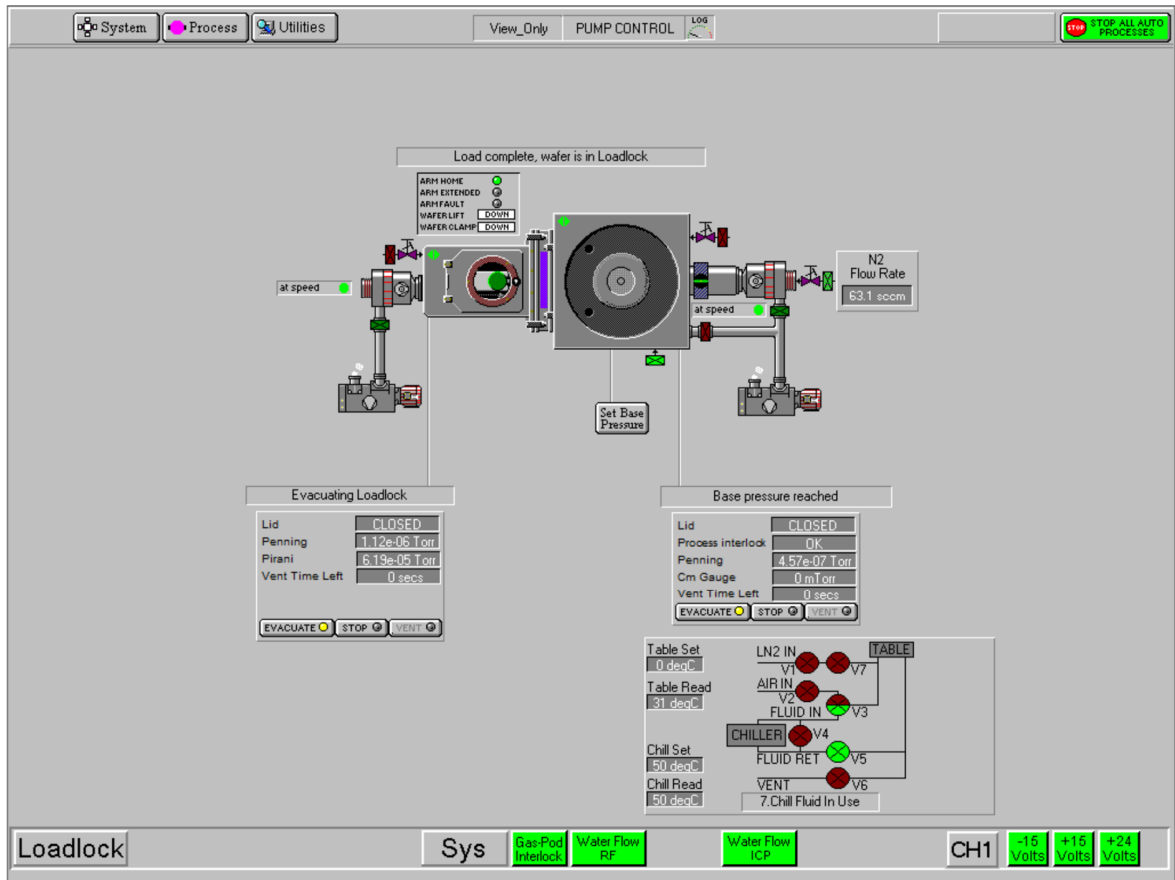 System
Process
Utilities
View_Only
PUMP CONTROL
LOG
STOP
STOP ALL AUTO
PROCESSES
Load complete, wafer is in Loadlock
ARM HOME
ARM EXTENDED
ARM FAULT
WAFER LIFT DOWN
WAFER CLAMP DOWN
at speed
at speed
N2
Flow Rate
63.1 sccm
Set Base
Pressure
Evacuating Loadlock
Lid CLOSED
Penning 1.12e-06 Torr
Pirani 6.19e-05 Torr
Vent Time Left 0 secs
EVACUATE STOP VENT
Base pressure reached
Lid CLOSED
Process interlock OK
Penning 4.57e-07 Torr
Cm Gauge 0 mTorr
Vent Time Left 0 secs
EVACUATE STOP VENT
Table Set
0 degC
Table Read
31 degC
Chill Set
50 degC
Chill Read
50 degC
LN2 IN
V1
V7
TABLE
AIR IN
V2
FLUID IN
V3
CHILLER
V4
FLUID RET
V5
VENT
V6
7.Chill Fluid In Use
Loadlock
Sys
Gas-Pod
Interlock
Water Flow
RF
Water Flow
ICP
CH1
-15
Volts
+15
Volts
+24
Volts